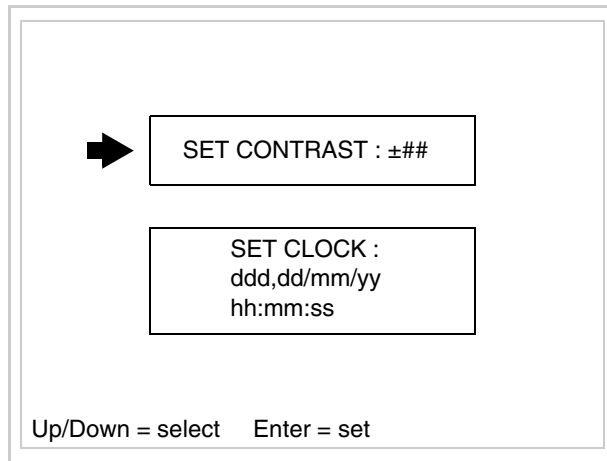 SET CONTRAST : ±##
SET CLOCK :
ddd,dd/mm/yy
hh:mm:ss
Up/Down = select Enter = set